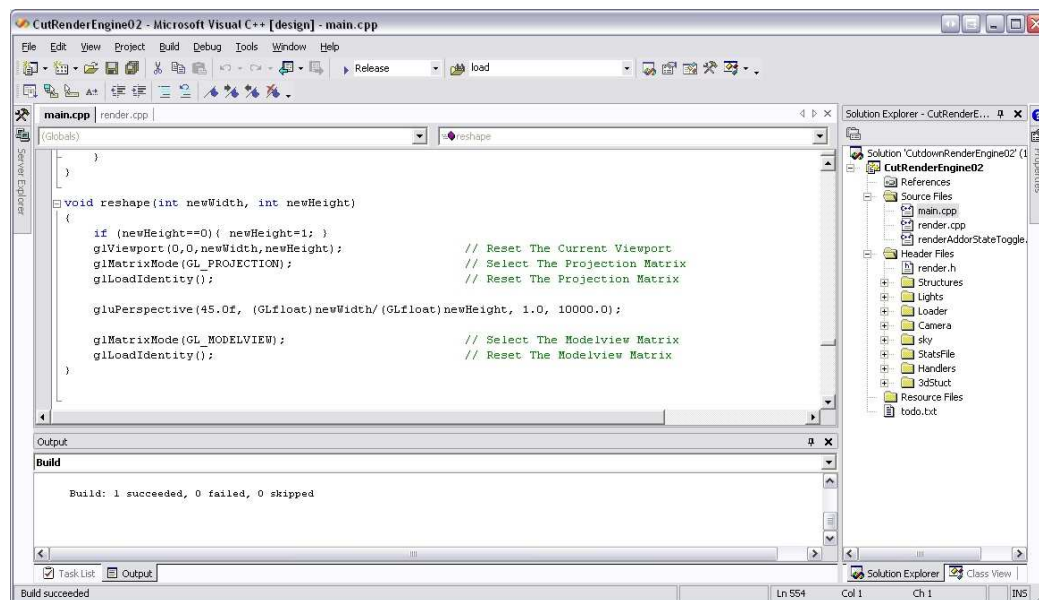 CutRenderEngine02 - Microsoft Visual C++ [design] - main.cpp
File Edit View Project Build Debug Tools Window Help
Release load
main.cpp render.cpp
Solution Explorer - CutRenderE...
(Globals) reshape
Server Explorer
Properties
}
}
void reshape(int newWidth, int newHeight)
{
if (newHeight==0){ newHeight=1; }
glViewport(0,0,newWidth,newHeight); // Reset The Current Viewport
glMatrixMode(GL_PROJECTION); // Select The Projection Matrix
glLoadIdentity(); // Reset The Projection Matrix
gluPerspective(45.0f, (GLfloat)newWidth/(GLfloat)newHeight, 1.0, 10000.0);
glMatrixMode(GL_MODELVIEW); // Select The Modelview Matrix
glLoadIdentity(); // Reset The Modelview Matrix
}
Solution 'CutdownRenderEngine02' (1
CutRenderEngine02
References
Source Files
main.cpp
render.cpp
renderAddorStateToggle.
Header Files
render.h
Structures
Lights
Loader
Camera
sky
StatsFile
Handlers
3dStuct
Resource Files
todo.txt
Output
Build
Build: 1 succeeded, 0 failed, 0 skipped
Task List Output
Solution Explorer Class View
Build succeeded Ln 554 Col 1 Ch 1 INS